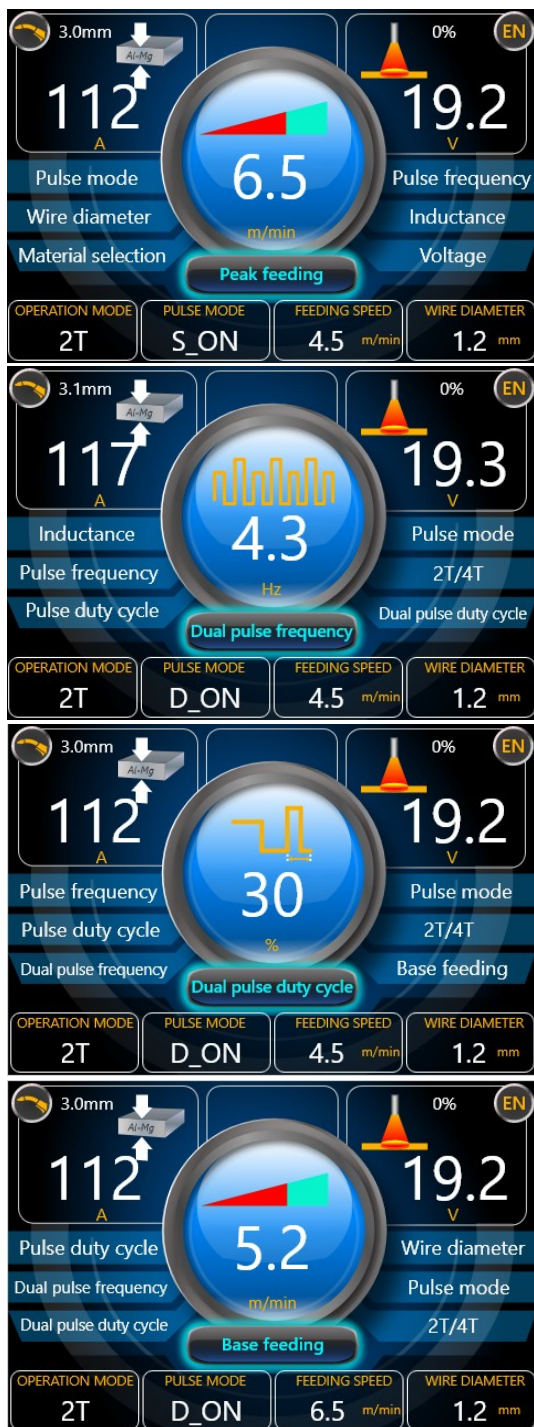 3.0mm 0% EN
Al-Mg
112 19.2
A V
6.5
m/min
Pulse mode Pulse frequency
Wire diameter Inductance
Material selection Voltage
Peak feeding
OPERATION MODE PULSE MODE FEEDING SPEED WIRE DIAMETER
2T S_ON 4.5 m/min 1.2 mm
3.1mm 0% EN
Al-Mg
117 19.3
A V
4.3
Hz
Inductance Pulse mode
Pulse frequency 2T/4T
Pulse duty cycle Dual pulse duty cycle
Dual pulse frequency
OPERATION MODE PULSE MODE FEEDING SPEED WIRE DIAMETER
2T D_ON 4.5 m/min 1.2 mm
3.0mm 0% EN
Al-Mg
112 19.2
A V
30
%
Pulse frequency Pulse mode
Pulse duty cycle 2T/4T
Dual pulse frequency Base feeding
Dual pulse duty cycle
OPERATION MODE PULSE MODE FEEDING SPEED WIRE DIAMETER
2T D_ON 4.5 m/min 1.2 mm
3.0mm 0% EN
Al-Mg
112 19.2
A V
5.2
m/min
Pulse duty cycle Wire diameter
Dual pulse frequency Pulse mode
Dual pulse duty cycle 2T/4T
Base feeding
OPERATION MODE PULSE MODE FEEDING SPEED WIRE DIAMETER
2T D_ON 6.5 m/min 1.2 mm